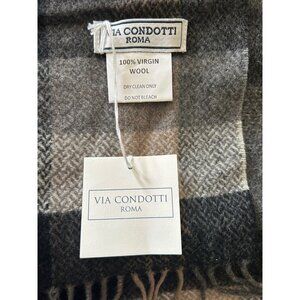 VIA CONDOTTI
ROMA
100% VIRGIN
WOOL
DRY CLEAN ONLY
DO NOT BLEACH
VIA CONDOTTI
ROMA